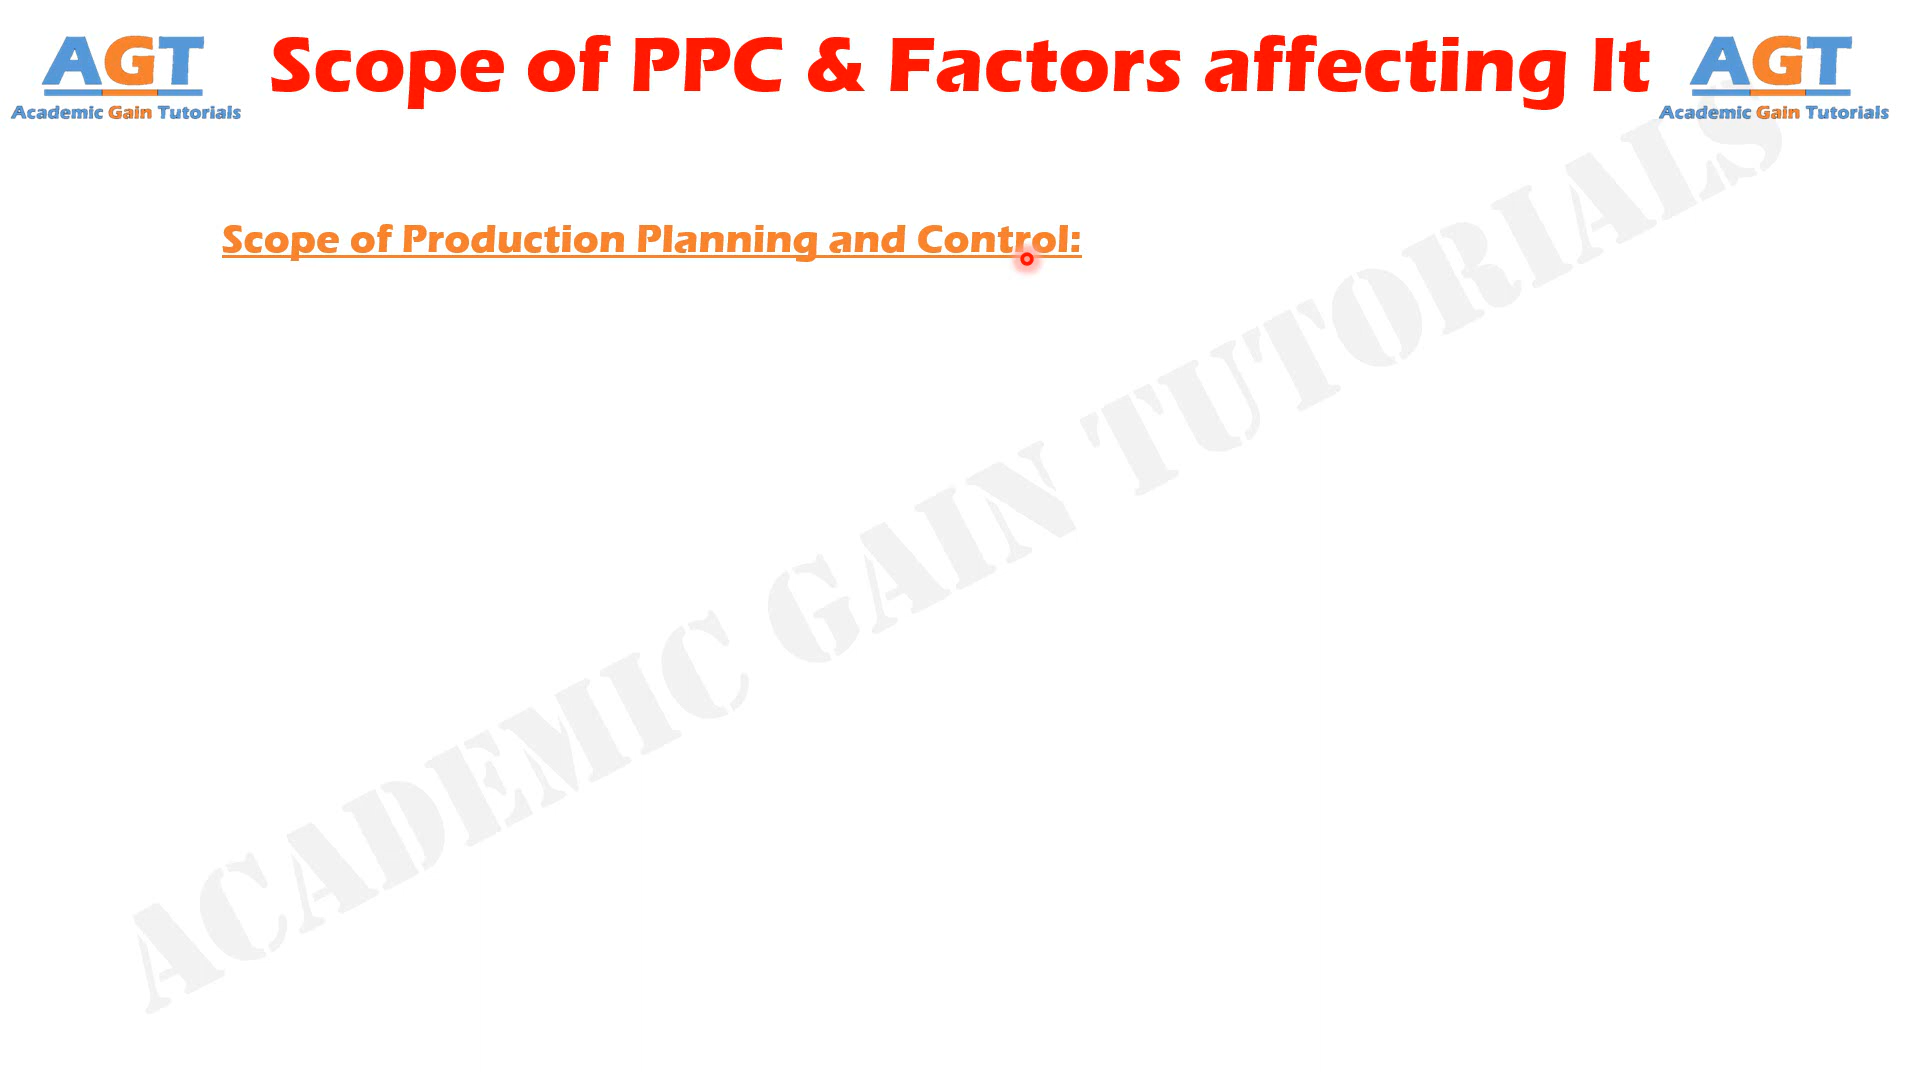 AGT
Academic Gain Tutorials
Scope of PPC & Factors affecting It
AGT
Academic Gain Tutorials
Scope of Production Planning and Control:
ACADEMIC GAIN TUTORIALS